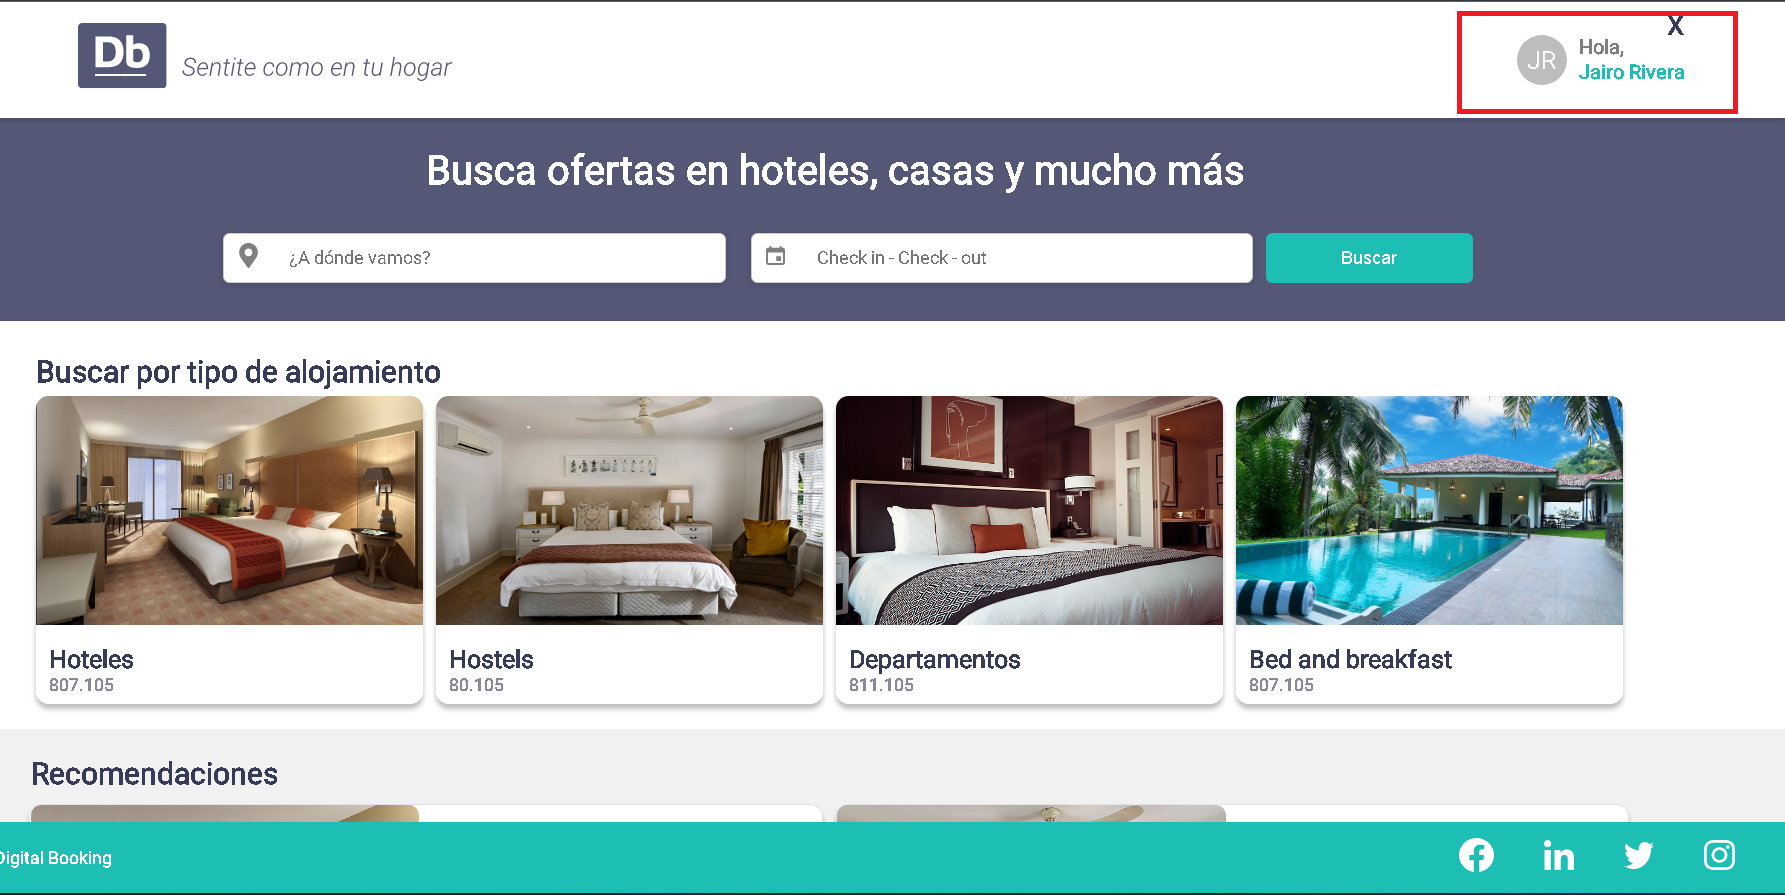 Db
Sentite como en tu hogar
X
JR
Hola,
Jairo Rivera
Busca ofertas en hoteles, casas y mucho más
¿A dónde vamos?
Check in - Check - out
Buscar
Buscar por tipo de alojamiento
Hoteles
807.105
Hostels
80.105
Departamentos
811.105
Bed and breakfast
807.105
Recomendaciones
Digital Booking